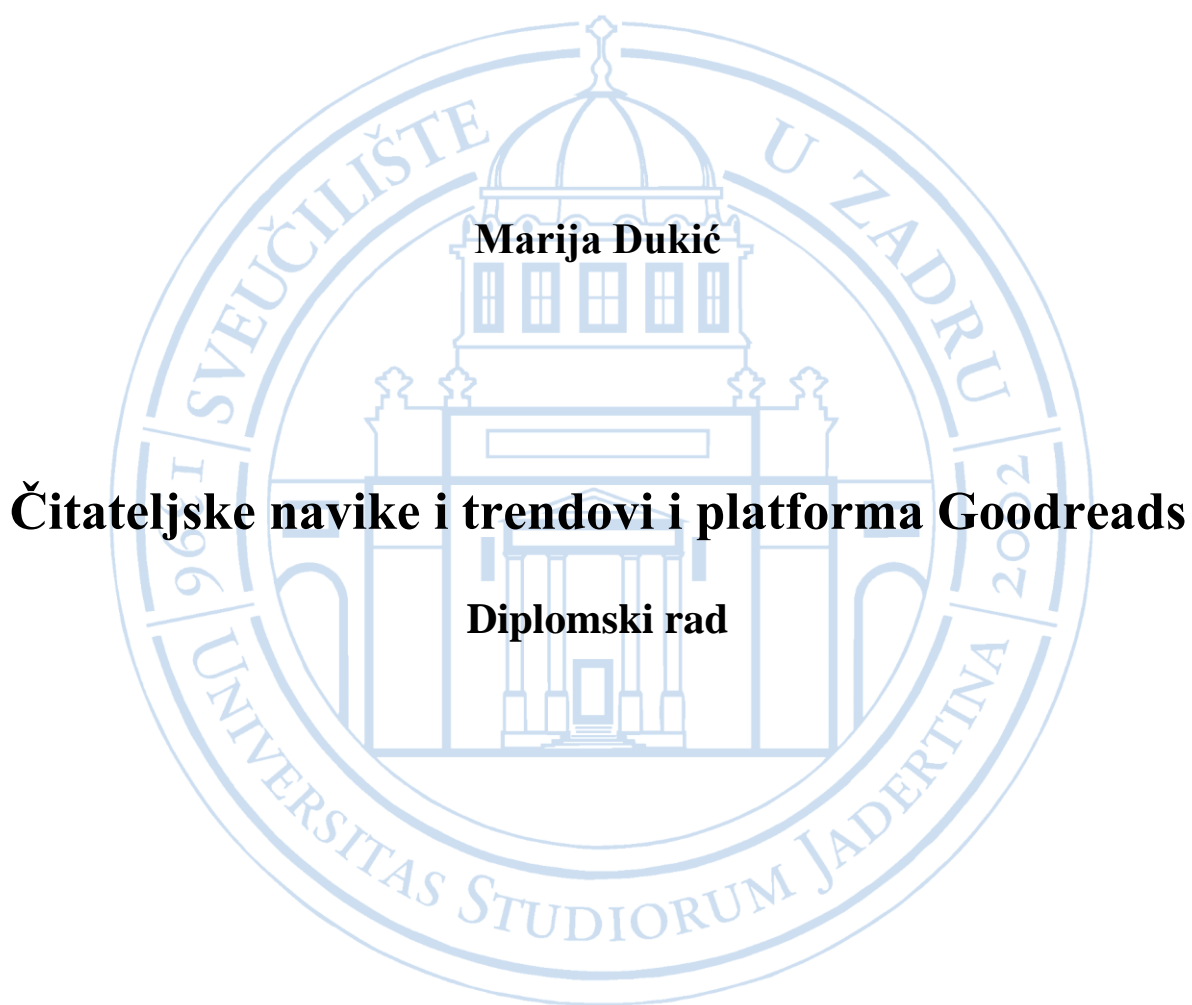 SVEUČILIŠTE U ZADRU
Marija Dukić
Čitateljske navike i trendovi i platforma Goodreads
Diplomski rad
1396
2002
UNIVERSITAS STUDIORUM JADERTINA